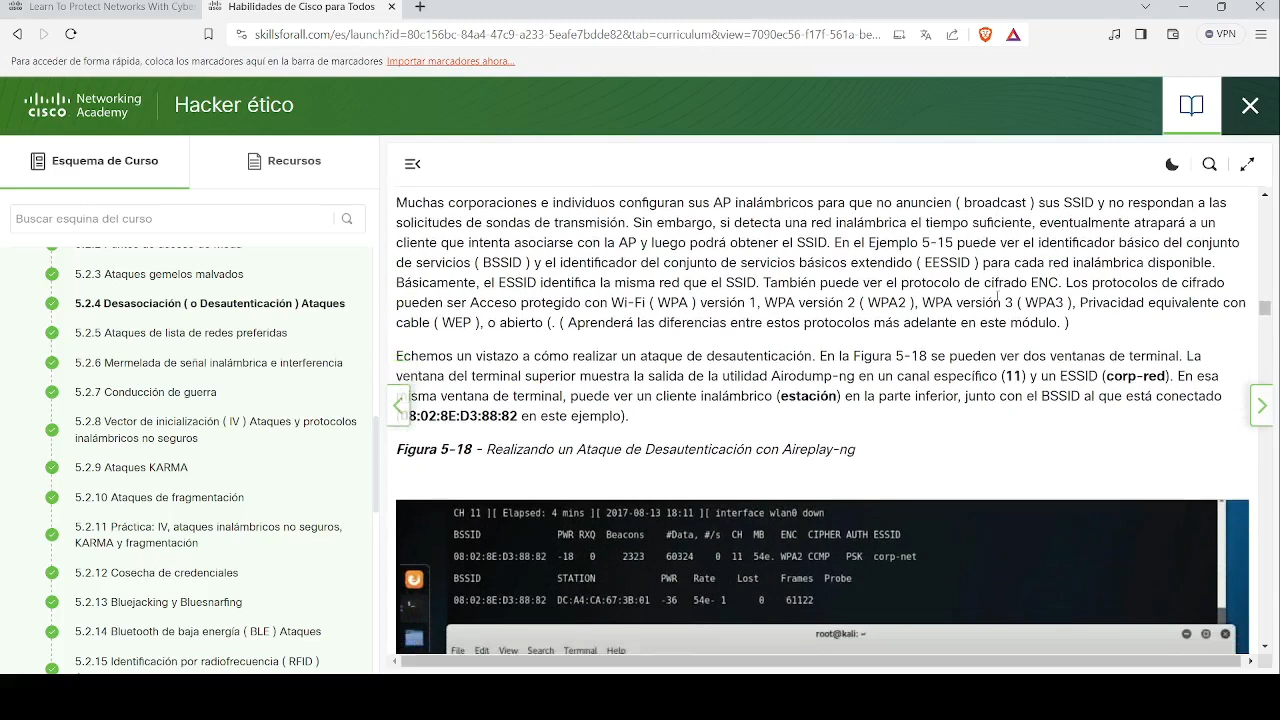 Learn To Protect Networks With Cyber
Habilidades de Cisco para Todos
skillsforall.com/es/launch?id=80c156bc-84a4-47c9-a233-5eafe7bdde82&tab=curriculum&view=7090ec56-f17f-561a-be...
VPN
Para acceder de forma rápida, coloca los marcadores aquí en la barra de marcadores Importar marcadores ahora...
cisco Networking Academy
Hacker ético
Esquema de Curso
Recursos
Buscar esquina del curso
5.2.3 Ataques gemelos malvados
5.2.4 Desasociación ( o Desautenticación ) Ataques
5.2.5 Ataques de lista de redes preferidas
5.2.6 Mermelada de señal inalámbrica e interferencia
5.2.7 Conducción de guerra
5.2.8 Vector de inicialización ( IV ) Ataques y protocolos
inalámbricos no seguros
5.2.9 Ataques KARMA
5.2.10 Ataques de fragmentación
5.2.11 Práctica: IV, ataques inalámbricos no seguros,
KARMA y fragmentación
5.2.12 Cosecha de credenciales
5.2.13 Bluejacking y Bluesnarfing
5.2.14 Bluetooth de baja energía ( BLE ) Ataques
5.2.15 Identificación por radiofrecuencia ( RFID )
Muchas corporaciones e individuos configuran sus AP inalámbricos para que no anuncien ( broadcast ) sus SSID y no respondan a las
solicitudes de sondas de transmisión. Sin embargo, si detecta una red inalámbrica el tiempo suficiente, eventualmente atrapará a un
cliente que intenta asociarse con la AP y luego podrá obtener el SSID. En el Ejemplo 5-15 puede ver el identificador básico del conjunto
de servicios ( BSSID ) y el identificador del conjunto de servicios básicos extendido ( EESSID ) para cada red inalámbrica disponible.
Básicamente, el ESSID identifica la misma red que el SSID. También puede ver el protocolo de cifrado ENC. Los protocolos de cifrado
pueden ser Acceso protegido con Wi-Fi ( WPA ) versión 1, WPA versión 2 ( WPA2 ), WPA versión 3 ( WPA3 ), Privacidad equivalente con
cable ( WEP ), o abierto (. ( Aprenderá las diferencias entre estos protocolos más adelante en este módulo. )
Echemos un vistazo a cómo realizar un ataque de desautenticación. En la Figura 5-18 se pueden ver dos ventanas de terminal. La
ventana del terminal superior muestra la salida de la utilidad Airodump-ng en un canal específico (11) y un ESSID (corp-red). En esa
misma ventana de terminal, puede ver un cliente inalámbrico (estación) en la parte inferior, junto con el BSSID al que está conectado
08:02:8E:D3:88:82 en este ejemplo).
Figura 5-18 - Realizando un Ataque de Desautenticación con Aireplay-ng
CH 11 ][ Elapsed: 4 mins ][ 2017-08-13 18:11 ][ interface wlan0 down
BSSID PWR RXQ Beacons #Data, #/s CH MB ENC CIPHER AUTH ESSID
08:02:8E:D3:88:82 -18 0 2323 60324 0 11 54e. WPA2 CCMP PSK corp-net
BSSID STATION PWR Rate Lost Frames Probe
08:02:8E:D3:88:82 DC:A4:CA:67:3B:01 -36 54e- 1 0 61122
root@kali: ~
File Edit View Search Terminal Help